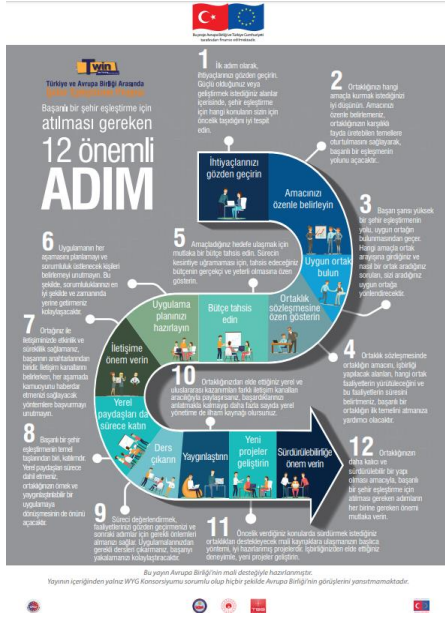 Bu yayın Avrupa Birliği ve Türkiye Cumhuriyeti
tarafından finanse edilmektedir.
Twin
Türkiye ve Avrupa Birliği Arasında
Şehir Eşleştirme Projesi
Başarılı bir şehir eşleştirme için
atılması gereken
12 önemli
ADIM
1 İlk adım olarak,
ihtiyaçlarınızı gözden geçirin.
Güçlü olduğunuz veya
geliştirmek istediğiniz alanlar
içerisinde, şehir eşleştirme
için hangi konuların sizin için
öncelik taşıdığını iyi tespit
edin.
İhtiyaçlarınızı
gözden geçirin
2 Ortaklığınızı hangi
amaçla kurmak istediğinizi
iyi düşünün. Amacınızı
özenle belirlemeniz,
ortaklığınızın karşılıklı
fayda üretebilen temellere
oturtulmasını sağlayarak,
başarılı bir eşleşmenin
yolunu açacaktır.
Amacınızı
özenle belirleyin
3 Başarı şansı yüksek
bir şehir eşleştirmenin
yolu, uygun ortağın
bulunmasından geçer.
Hangi amaçla ortak
arayışına girdiğiniz ve
nasıl bir ortak aradığınız
soruları, sizi aradığınız
uygun ortağa
yönlendirecektir.
Uygun ortak
bulun
4 Ortaklık sözleşmesinde
ortaklığın amacını, işbirliği
yapılacak alanları, hangi ortak
faaliyetlerin yürütüleceğini ve
bu faaliyetlerin süresini
belirlemeniz, başarılı bir
ortaklığın ilk temelini atmanıza
yardımcı olacaktır.
Ortaklık
sözleşmesine
özen gösterin
5 Amaçladığınız hedefe ulaşmak için
mutlaka bir bütçe tahsis edin. Sürecin
kesintiye uğramaması için, tahsis edeceğiniz
bütçenin gerçekçi ve yeterli olmasına özen
gösterin.
Bütçe tahsis
edin
6 Uygulamanın her
aşamasını planlamayı ve
sorumluluk üstlenecek kişileri
belirlemeyi unutmayın. Bu
şekilde, sorumluluklarınızı en
iyi şekilde ve zamanında
yerine getirmeniz
kolaylaşacaktır.
Uygulama
planınızı
hazırlayın
7 Ortağınız ile
iletişiminizde etkinlik ve
süreklilik sağlamanız,
başarının anahtarlarından
biridir. İletişim kanallarını
belirlerken, her aşamada
kamuoyunu haberdar
etmenizi sağlayacak
yöntemlere başvurmayı
unutmayın.
İletişime
önem verin
8 Başarılı bir şehir
eşleştirmenin temel
taşlarından biri, katılımdır.
Yerel paydaşları sürece
dahil etmeniz,
ortaklığınızın örnek ve
yaygınlaştırılabilir bir
uygulamaya
dönüşmesinin de önünü
açacaktır.
Yerel
paydaşları da
sürece katın
9 Süreci değerlendirmek,
faaliyetlerinizi gözden geçirmenizi ve
sonraki adımlar için gerekli önlemleri
almanızı sağlar. Uygulamalarınızdan
gerekli dersleri çıkarmanız, başarıyı
yakalamanızı kolaylaştıracaktır.
Ders
çıkarın
10 Ortaklığınızdan elde ettiğiniz yerel ve
uluslararası kazanımları farklı iletişim kanalları
aracılığıyla paylaşırsanız, başardıklarınızı
anlatmakla kalmayıp daha fazla sayıda yerel
yönetime de ilham kaynağı olursunuz.
Yaygınlaştırın
11 Öncelik verdiğiniz konularda sürdürmek istediğiniz
ortaklıkları destekleyecek mali kaynaklara ulaşmanızın başlıca
yöntemi, iyi hazırlanmış projelerdir. İşbirliğinizden elde ettiğiniz
deneyimle, yeni projeler geliştirin.
Yeni
projeler
geliştirin
12 Ortaklığınızın
daha kalıcı ve
sürdürülebilir bir yapı
olması amacıyla, başarılı
bir şehir eşleştirme için
atılması gereken adımların
her birine gereken önemi
mutlaka verin.
Sürdürülebilirliğe
önem verin
Bu yayın Avrupa Birliği'nin mali desteğiyle hazırlanmıştır.
Yayının içeriğinden yalnız WYG Konsorsiyumu sorumlu olup hiçbir şekilde Avrupa Birliği'nin görüşlerini yansıtmamaktadır.